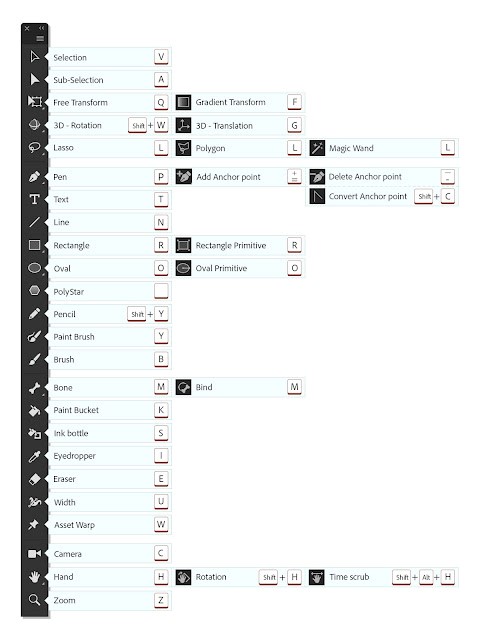 Selection V
Sub-Selection A
Free Transform Q Gradient Transform F
3D - Rotation Shift + W 3D - Translation G
Lasso L Polygon L Magic Wand L
Pen P Add Anchor point + = Delete Anchor point - _
Convert Anchor point Shift + C
Text T
Line N
Rectangle R Rectangle Primitive R
Oval O Oval Primitive O
PolyStar
Pencil Shift + Y
Paint Brush Y
Brush B
Bone M Bind M
Paint Bucket K
Ink bottle S
Eyedropper I
Eraser E
Width U
Asset Warp W
Camera C
Hand H Rotation Shift + H Time scrub Shift + Alt + H
Zoom Z